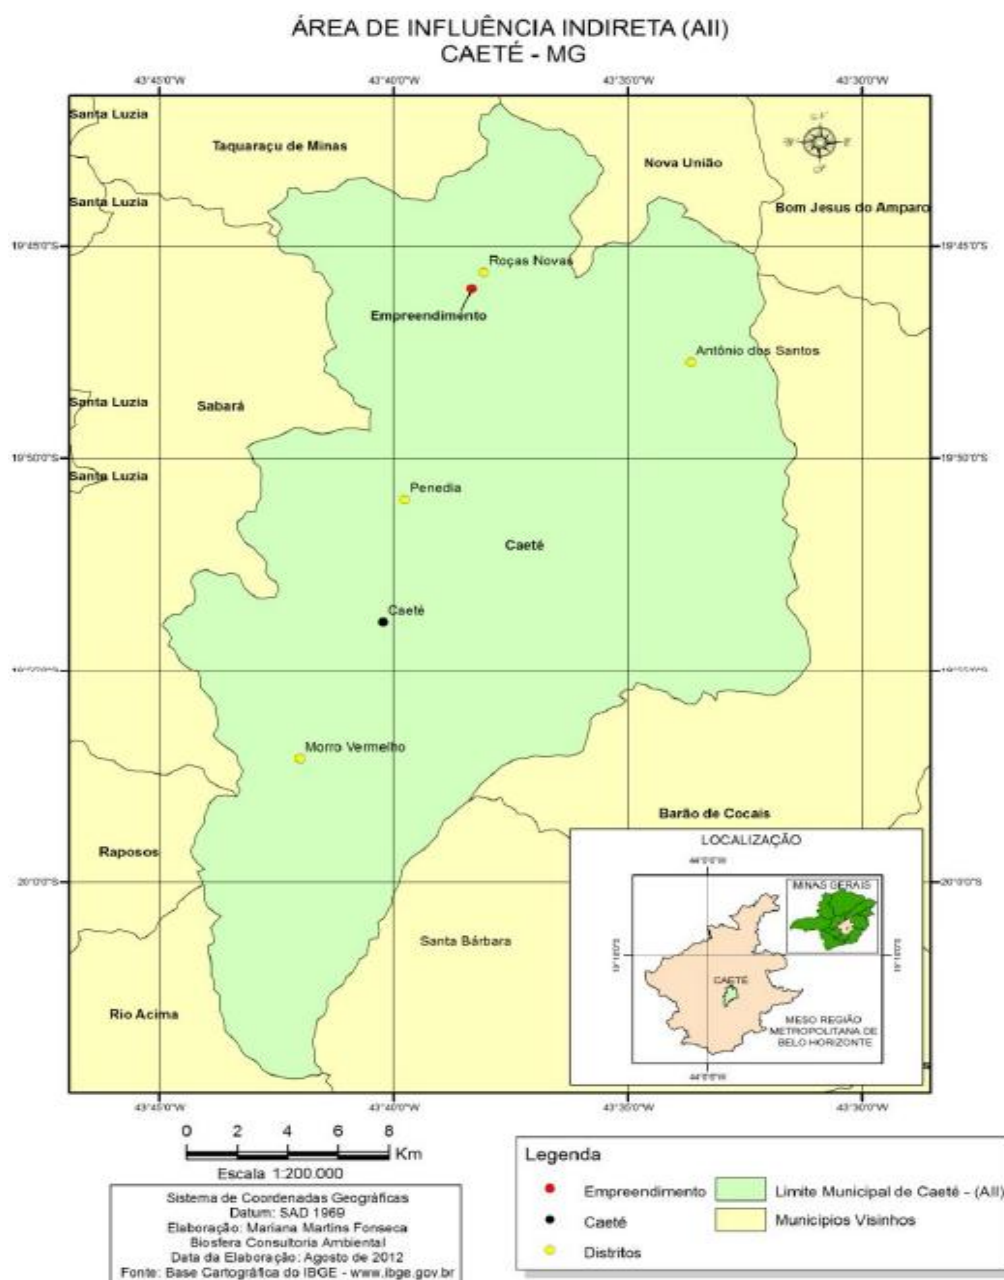 ÁREA DE INFLUÊNCIA INDIRETA (AII)
CAETÉ - MG
43°45'0"W
43°40'0"W
43°35'0"W
43°30'0"W
Santa Luzia
Taquaraçu de Minas
Nova União
Santa Luzia
Bom Jesus do Amparo
19°45'0"S
19°45'0"S
Roças Novas
Empreendimento
Antônio dos Santos
Santa Luzia
Sabará
19°50'0"S
19°50'0"S
Santa Luzia
Penedia
Caeté
Caeté
Morro Vermelho
Barão de Cocais
Raposos
20°0'0"S
20°0'0"S
Santa Bárbara
Rio Acima
LOCALIZAÇÃO
44°0'0"W
MINAS GERAIS
CAETÉ
MESO REGIÃO
METROPOLITANA DE
BELO HORIZONTE
44°0'0"W
43°45'0"W
43°40'0"W
43°35'0"W
43°30'0"W
0 2 4 6 8
Km
Escala 1:200.000
Sistema de Coordenadas Geográficas
Datum: SAD 1969
Elaboração: Mariana Martins Fonseca
Biosfera Consultoria Ambiental
Data da Elaboração: Agosto de 2012
Fonte: Base Cartográfica do IBGE - www.ibge.gov.br
Legenda
Empreendimento
Limite Municipal de Caeté - (AII)
Caeté
Municipios Visinhos
Distritos